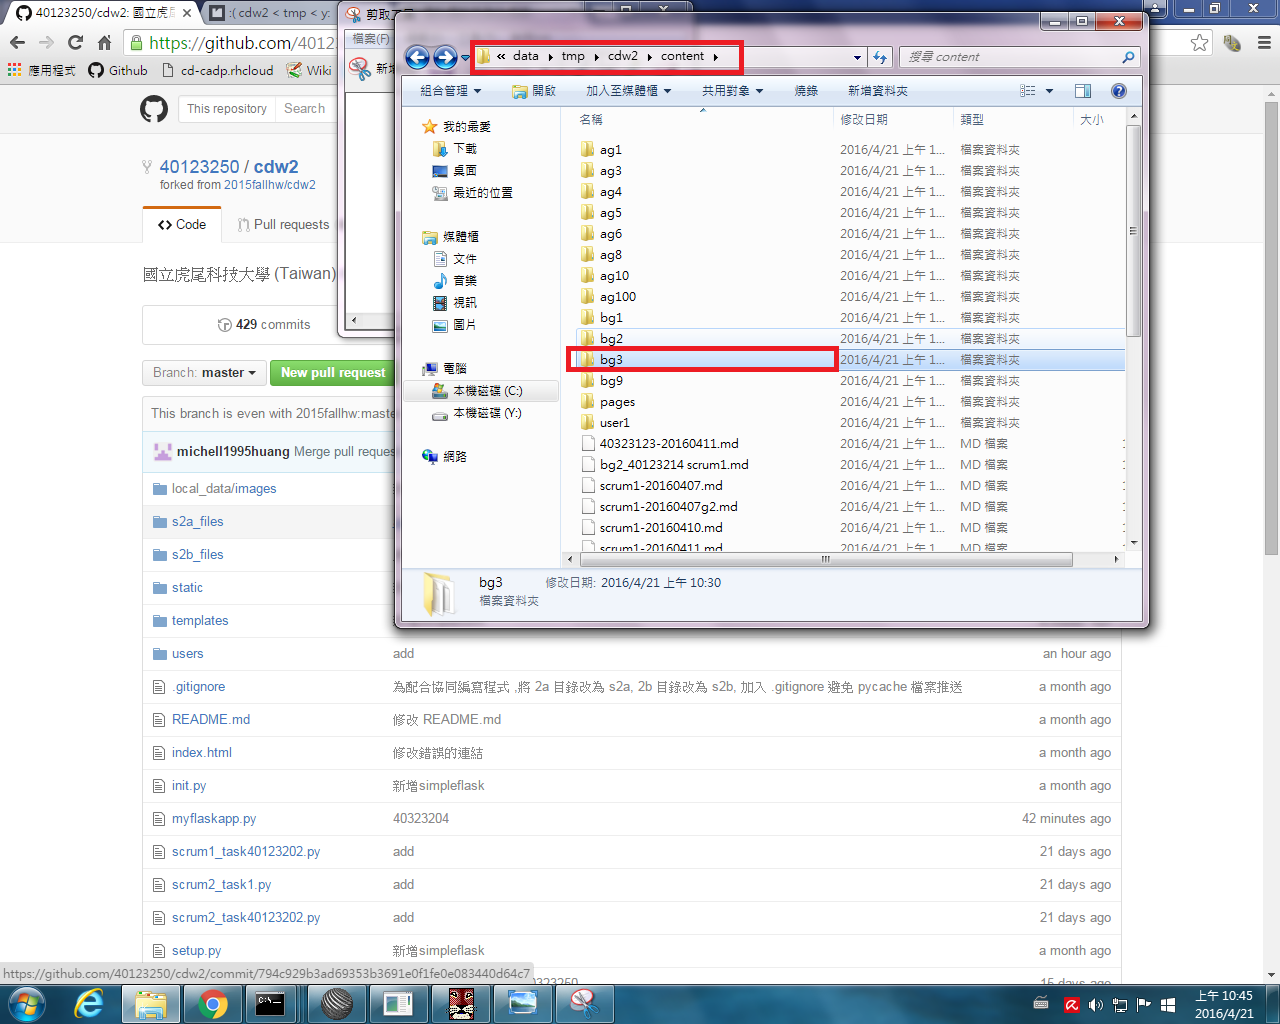 40123250/cdw2: 國立虎尾
:( cdw2 < tmp < y:
剪取
檔案(F)
新增
https://github.com/4012
應用程式
Github
cd-cadp.rhcloud
Wiki
« data tmp cdw2 content
搜尋 content
組合管理
開啟
加入至媒體櫃
共用對象
燒錄
新增資料夾
This repository
Search
40123250 / cdw2
forked from 2015fallhw/cdw2
Code
Pull requests
國立虎尾科技大學 (Taiwan)
429 commits
Branch: master
New pull request
This branch is even with 2015fallhw:maste
michell1995huang Merge pull reques
我的最愛
下載
桌面
最近的位置
媒體櫃
文件
音樂
視訊
圖片
電腦
本機磁碟 (C:)
本機磁碟 (Y:)
網路
名稱 修改日期 類型 大小
ag1 2016/4/21 上午 1... 檔案資料夾
ag3 2016/4/21 上午 1... 檔案資料夾
ag4 2016/4/21 上午 1... 檔案資料夾
ag5 2016/4/21 上午 1... 檔案資料夾
ag6 2016/4/21 上午 1... 檔案資料夾
ag8 2016/4/21 上午 1... 檔案資料夾
ag10 2016/4/21 上午 1... 檔案資料夾
ag100 2016/4/21 上午 1... 檔案資料夾
bg1 2016/4/21 上午 1... 檔案資料夾
bg2 2016/4/21 上午 1... 檔案資料夾
bg3 2016/4/21 上午 1... 檔案資料夾
bg9 2016/4/21 上午 1... 檔案資料夾
pages 2016/4/21 上午 1... 檔案資料夾
user1 2016/4/21 上午 1... 檔案資料夾
40323123-20160411.md 2016/4/21 上午 1... MD 檔案
bg2_40123214 scrum1.md 2016/4/21 上午 1... MD 檔案
scrum1-20160407.md 2016/4/21 上午 1... MD 檔案
scrum1-20160407g2.md 2016/4/21 上午 1... MD 檔案
scrum1-20160410.md 2016/4/21 上午 1... MD 檔案
scrum1-20160411.md 2016/4/21 上午 1... MD 檔案
bg3 修改日期: 2016/4/21 上午 10:30
檔案資料夾
local_data/images
s2a_files
s2b_files
static
templates
users add an hour ago
.gitignore 為配合協同編寫程式 ,將 2a 目錄改為 s2a, 2b 目錄改為 s2b, 加入 .gitignore 避免 pycache 檔案推送 a month ago
README.md 修改 README.md a month ago
index.html 修改錯誤的連結 a month ago
init.py 新增simpleflask a month ago
myflaskapp.py 40323204 42 minutes ago
scrum1_task40123202.py add 21 days ago
scrum2_task1.py add 21 days ago
scrum2_task40123202.py add 21 days ago
setup.py 新增simpleflask a month ago
https://github.com/40123250/cdw2/commit/794c929b3ad69353b3691e0f1fe0e083440d64c7
15 days ago
上午 10:45
2016/4/21